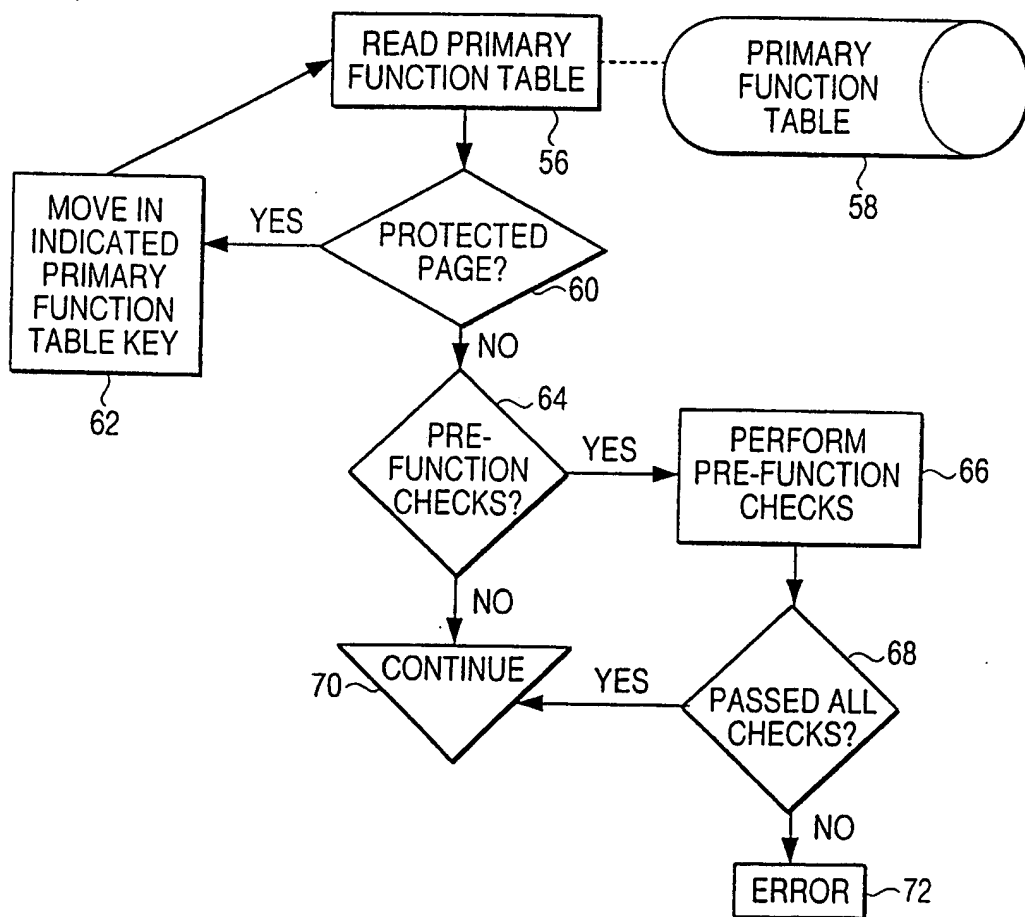 READ PRIMARY
FUNCTION TABLE
56
PRIMARY
FUNCTION
TABLE
58
MOVE IN
INDICATED
PRIMARY
FUNCTION
TABLE KEY
62
YES
PROTECTED
PAGE?
60
NO
PRE-
FUNCTION
CHECKS?
64
YES
PERFORM
PRE-FUNCTION
CHECKS
66
NO
CONTINUE
70
YES
PASSED ALL
CHECKS?
68
NO
ERROR
72